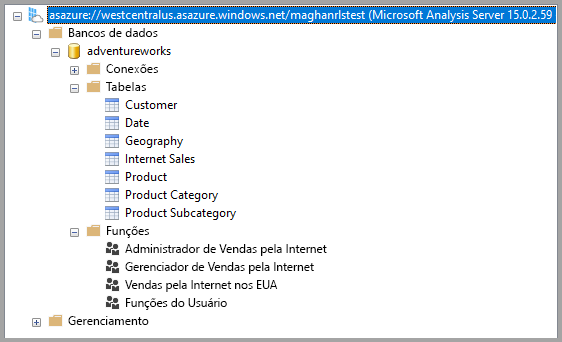 asazure://westcentralus.asazure.windows.net/maghanrlstest (Microsoft Analysis Server 15.0.2.59
Bancos de dados
adventureworks
Conexões
Tabelas
Customer
Date
Geography
Internet Sales
Product
Product Category
Product Subcategory
Funções
Administrador de Vendas pela Internet
Gerenciador de Vendas pela Internet
Vendas pela Internet nos EUA
Funções do Usuário
Gerenciamento